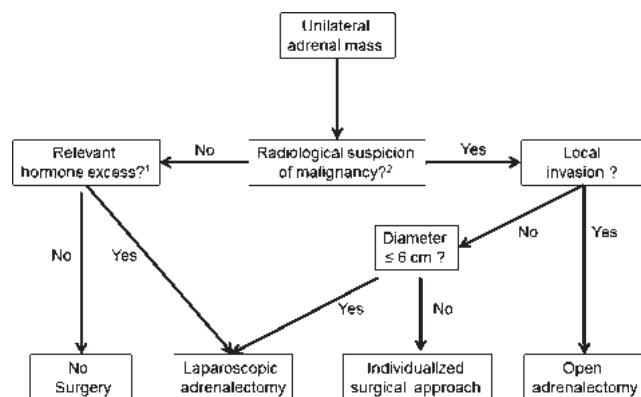 Unilateral
adrenal mass
Relevant
hormone excess?¹
No
Radiological suspicion
of malignancy?²
Yes
Local
invasion ?
No
Yes
Diameter
≤ 6 cm ?
No
Yes
Yes
No
No
Surgery
Laparoscopic
adrenalectomy
Individualized
surgical approach
Open
adrenalectomy